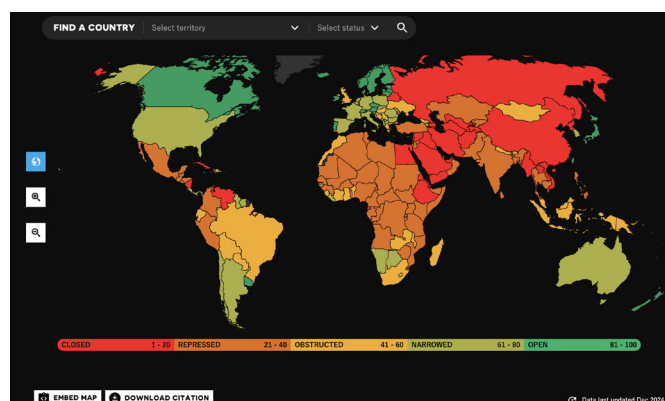 FIND A COUNTRY Select territory Select status
CLOSED 1 - 20 REPRESSED 21 - 40 OBSTRUCTED 41 - 60 NARROWED 61 - 80 OPEN 81 - 100
EMBED MAP DOWNLOAD CITATION Data last updated Dec 2024